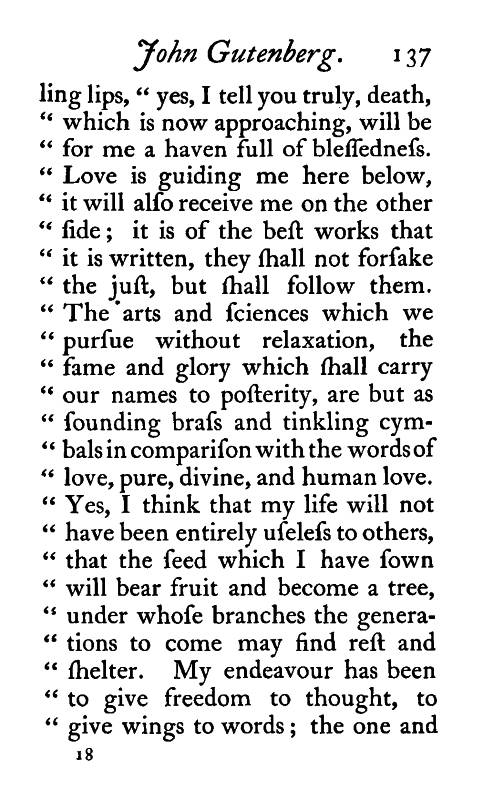 John Gutenberg. 137
ling lips, “ yes, I tell you truly, death,
“ which is now approaching, will be
“ for me a haven full of bleſſedneſs.
“ Love is guiding me here below,
“ it will alſo receive me on the other
“ ſide ; it is of the beſt works that
“ it is written, they ſhall not forſake
“ the juſt, but ſhall follow them.
“ The arts and ſciences which we
“ purſue without relaxation, the
“ fame and glory which ſhall carry
“ our names to poſterity, are but as
“ ſounding braſs and tinkling cym-
“ bals in compariſon with the words of
“ love, pure, divine, and human love.
“ Yes, I think that my life will not
“ have been entirely uſeleſs to others,
“ that the ſeed which I have ſown
“ will bear fruit and become a tree,
“ under whoſe branches the genera-
“ tions to come may find reſt and
“ ſhelter. My endeavour has been
“ to give freedom to thought, to
“ give wings to words ; the one and
18